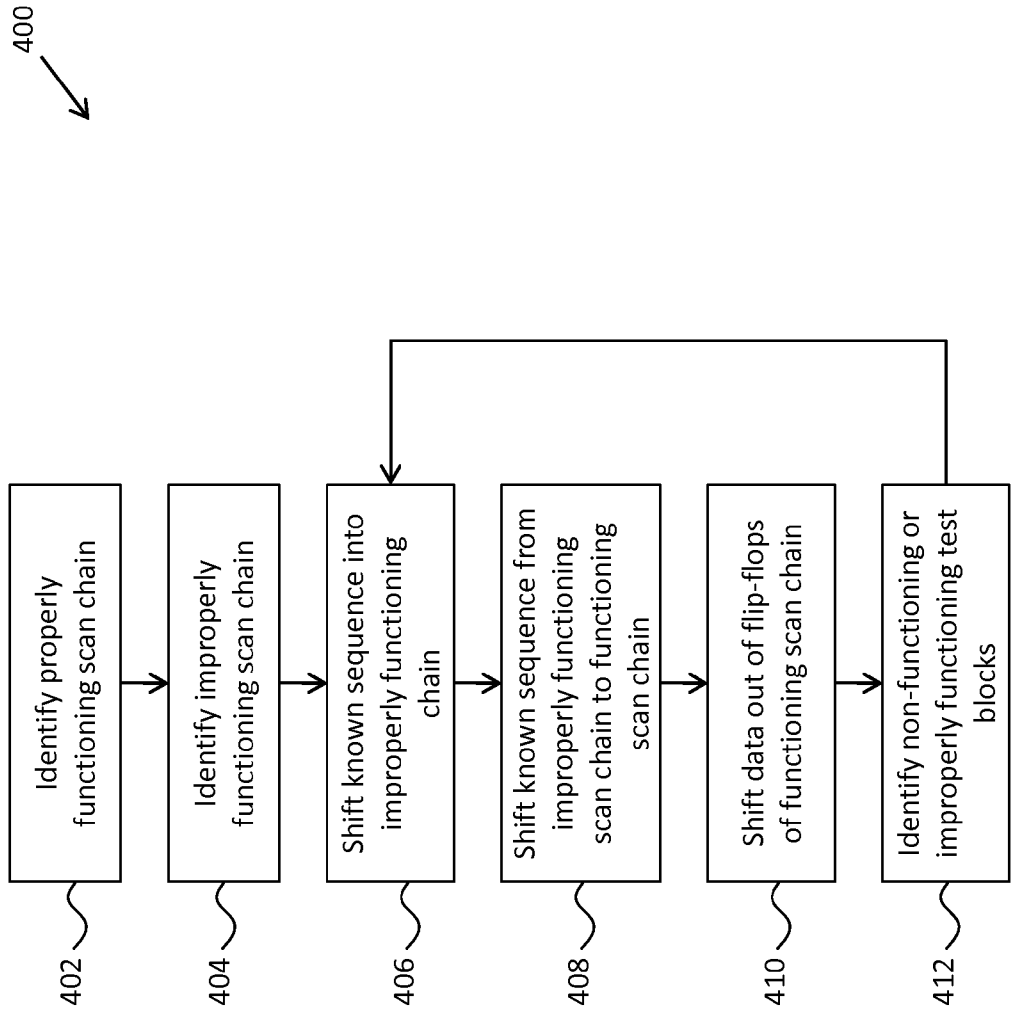 400
402
Identify properly
functioning scan chain
404
Identify improperly
functioning scan chain
406
Shift known sequence into
improperly functioning
chain
408
Shift known sequence from
improperly functioning
scan chain to functioning
scan chain
410
Shift data out of flip-flops
of functioning scan chain
412
Identify non-functioning or
improperly functioning test
blocks